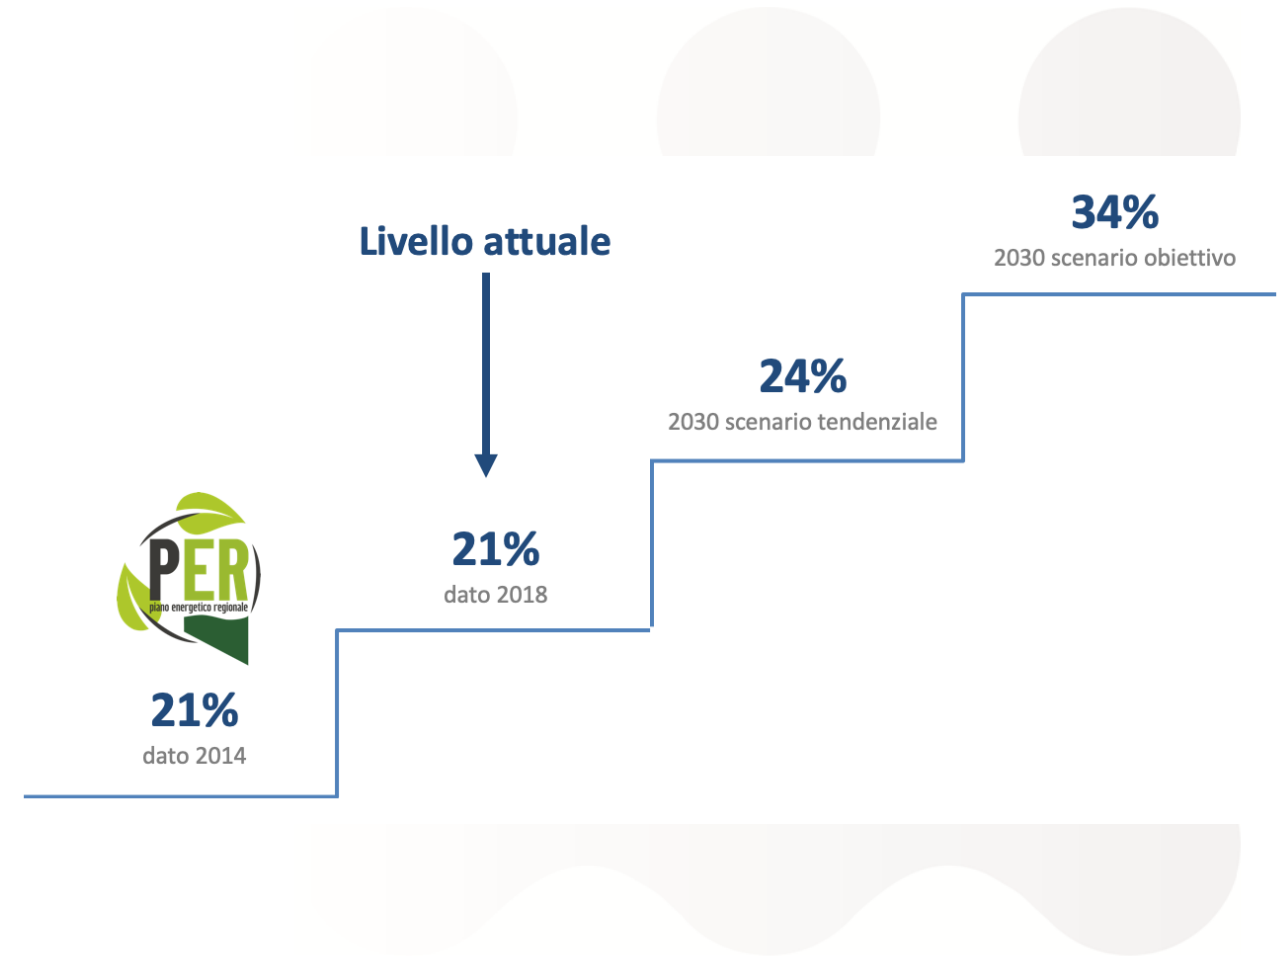 34%
2030 scenario obiettivo
Livello attuale
24%
2030 scenario tendenziale
21%
dato 2018
PER
piano energetico regionale
21%
dato 2014